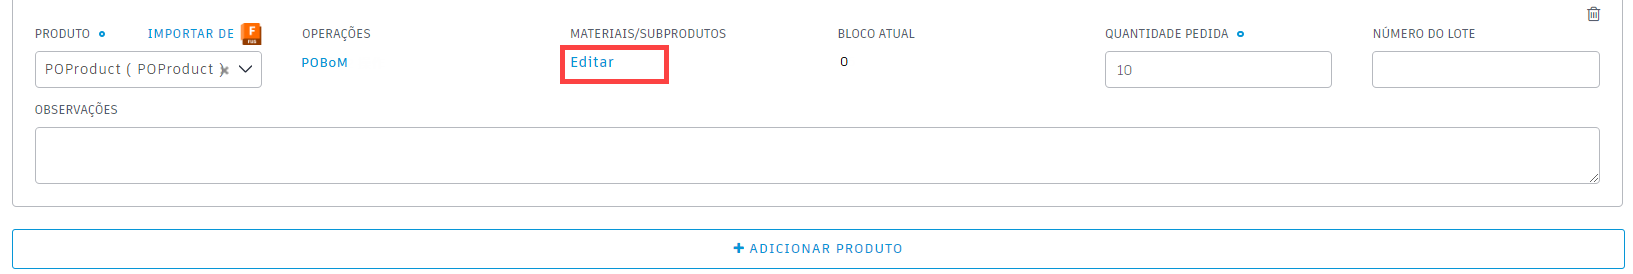 PRODUTO IMPORTAR DE F FUS OPERAÇÕES MATERIAIS/SUBPRODUTOS BLOCO ATUAL QUANTIDADE PEDIDA NÚMERO DO LOTE
POProduct ( POProduct ) POBoM Editar 0 10
OBSERVAÇÕES
+ ADICIONAR PRODUTO